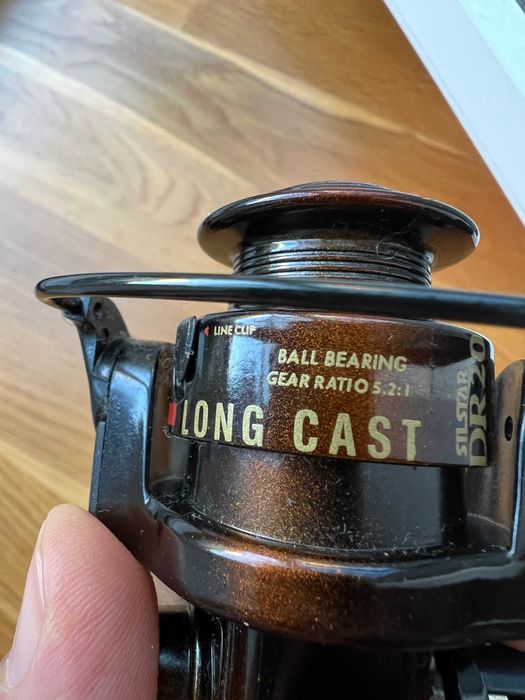 LINE CLIP
BALL BEARING
GEAR RATIO 5.2:1
LONG CAST
SILSTAR
DR20